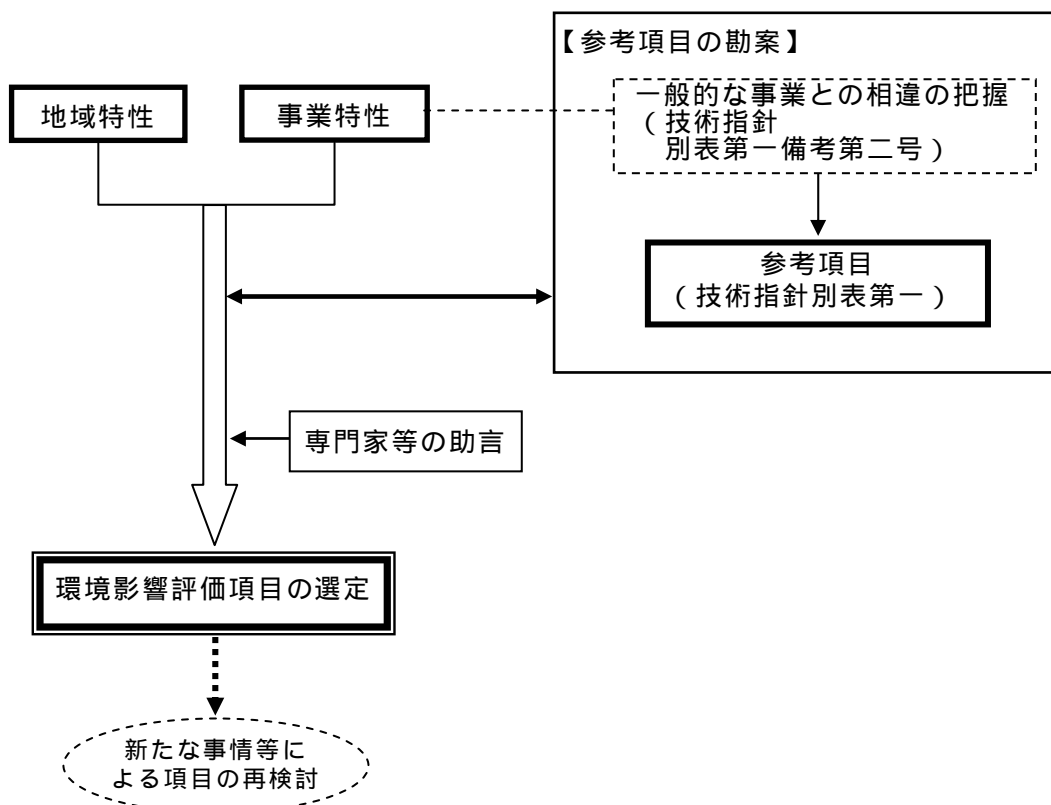 【参考項目の勘案】
一般的な事業との相違の把握
（技術指針
別表第一備考第二号）
地域特性
事業特性
参考項目
（技術指針別表第一）
専門家等の助言
環境影響評価項目の選定
新たな事情等に
よる項目の再検討